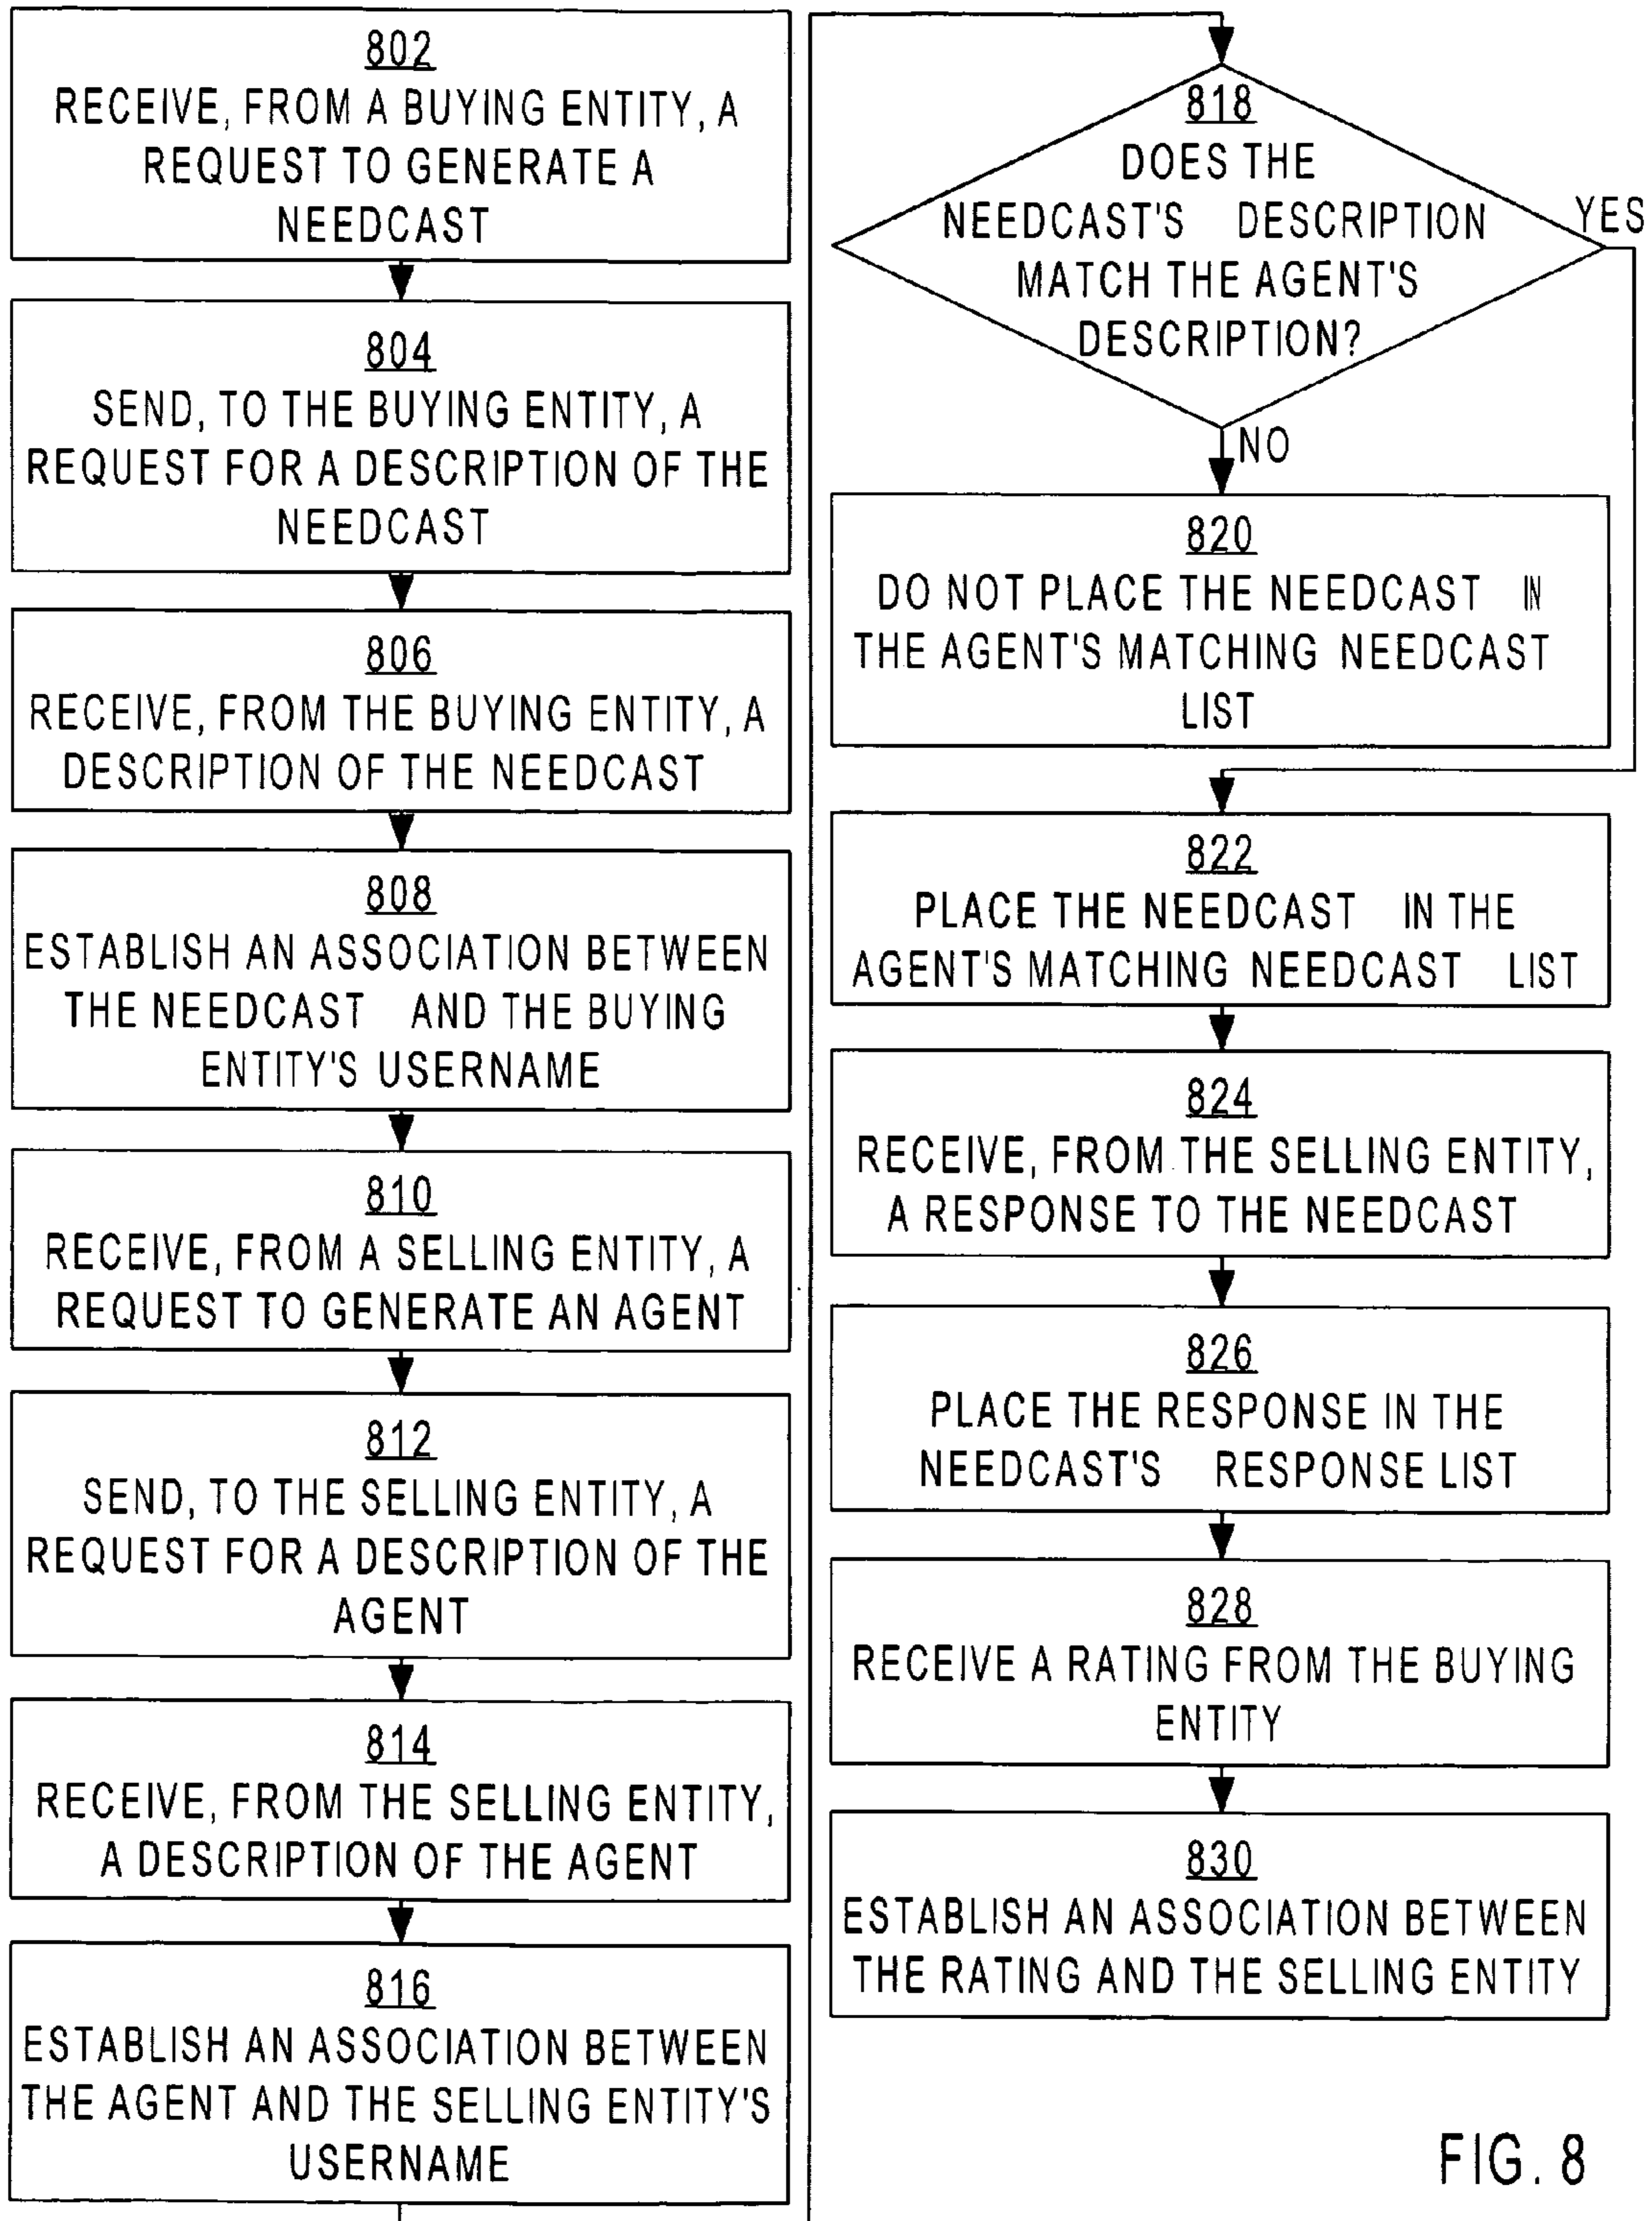 802
RECEIVE, FROM A BUYING ENTITY, A
REQUEST TO GENERATE A
NEEDCAST
804
SEND, TO THE BUYING ENTITY, A
REQUEST FOR A DESCRIPTION OF THE
NEEDCAST
806
RECEIVE, FROM THE BUYING ENTITY, A
DESCRIPTION OF THE NEEDCAST
808
ESTABLISH AN ASSOCIATION BETWEEN
THE NEEDCAST AND THE BUYING
ENTITY'S USERNAME
810
RECEIVE, FROM A SELLING ENTITY, A
REQUEST TO GENERATE AN AGENT
812
SEND, TO THE SELLING ENTITY, A
REQUEST FOR A DESCRIPTION OF THE
AGENT
814
RECEIVE, FROM THE SELLING ENTITY,
A DESCRIPTION OF THE AGENT
816
ESTABLISH AN ASSOCIATION BETWEEN
THE AGENT AND THE SELLING ENTITY'S
USERNAME
818
DOES THE
NEEDCAST'S DESCRIPTION
MATCH THE AGENT'S
DESCRIPTION?
YES
NO
820
DO NOT PLACE THE NEEDCAST IN
THE AGENT'S MATCHING NEEDCAST
LIST
822
PLACE THE NEEDCAST IN THE
AGENT'S MATCHING NEEDCAST LIST
824
RECEIVE, FROM THE SELLING ENTITY,
A RESPONSE TO THE NEEDCAST
826
PLACE THE RESPONSE IN THE
NEEDCAST'S RESPONSE LIST
828
RECEIVE A RATING FROM THE BUYING
ENTITY
830
ESTABLISH AN ASSOCIATION BETWEEN
THE RATING AND THE SELLING ENTITY
FIG. 8